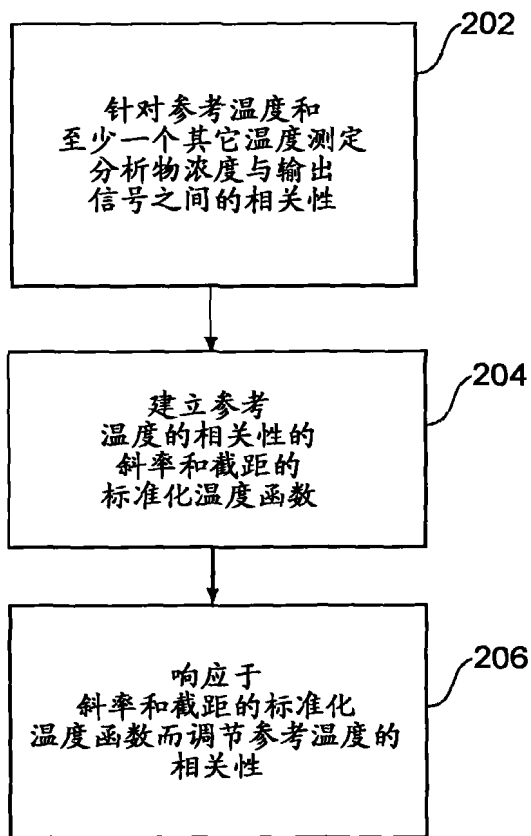 202
针对参考温度和
至少一个其它温度测定
分析物浓度与输出
信号之间的相关性
204
建立参考
温度的相关性的
斜率和截距的
标准化温度函数
206
响应于
斜率和截距的标准化
温度函数而调节参考温度的
相关性